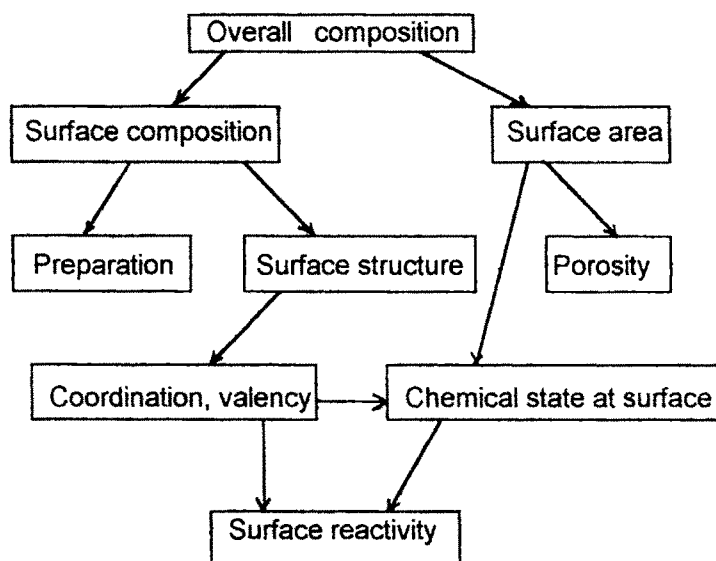 Overall composition
Surface composition
Surface area
Preparation
Surface structure
Porosity
Coordination, valency
Chemical state at surface
Surface reactivity